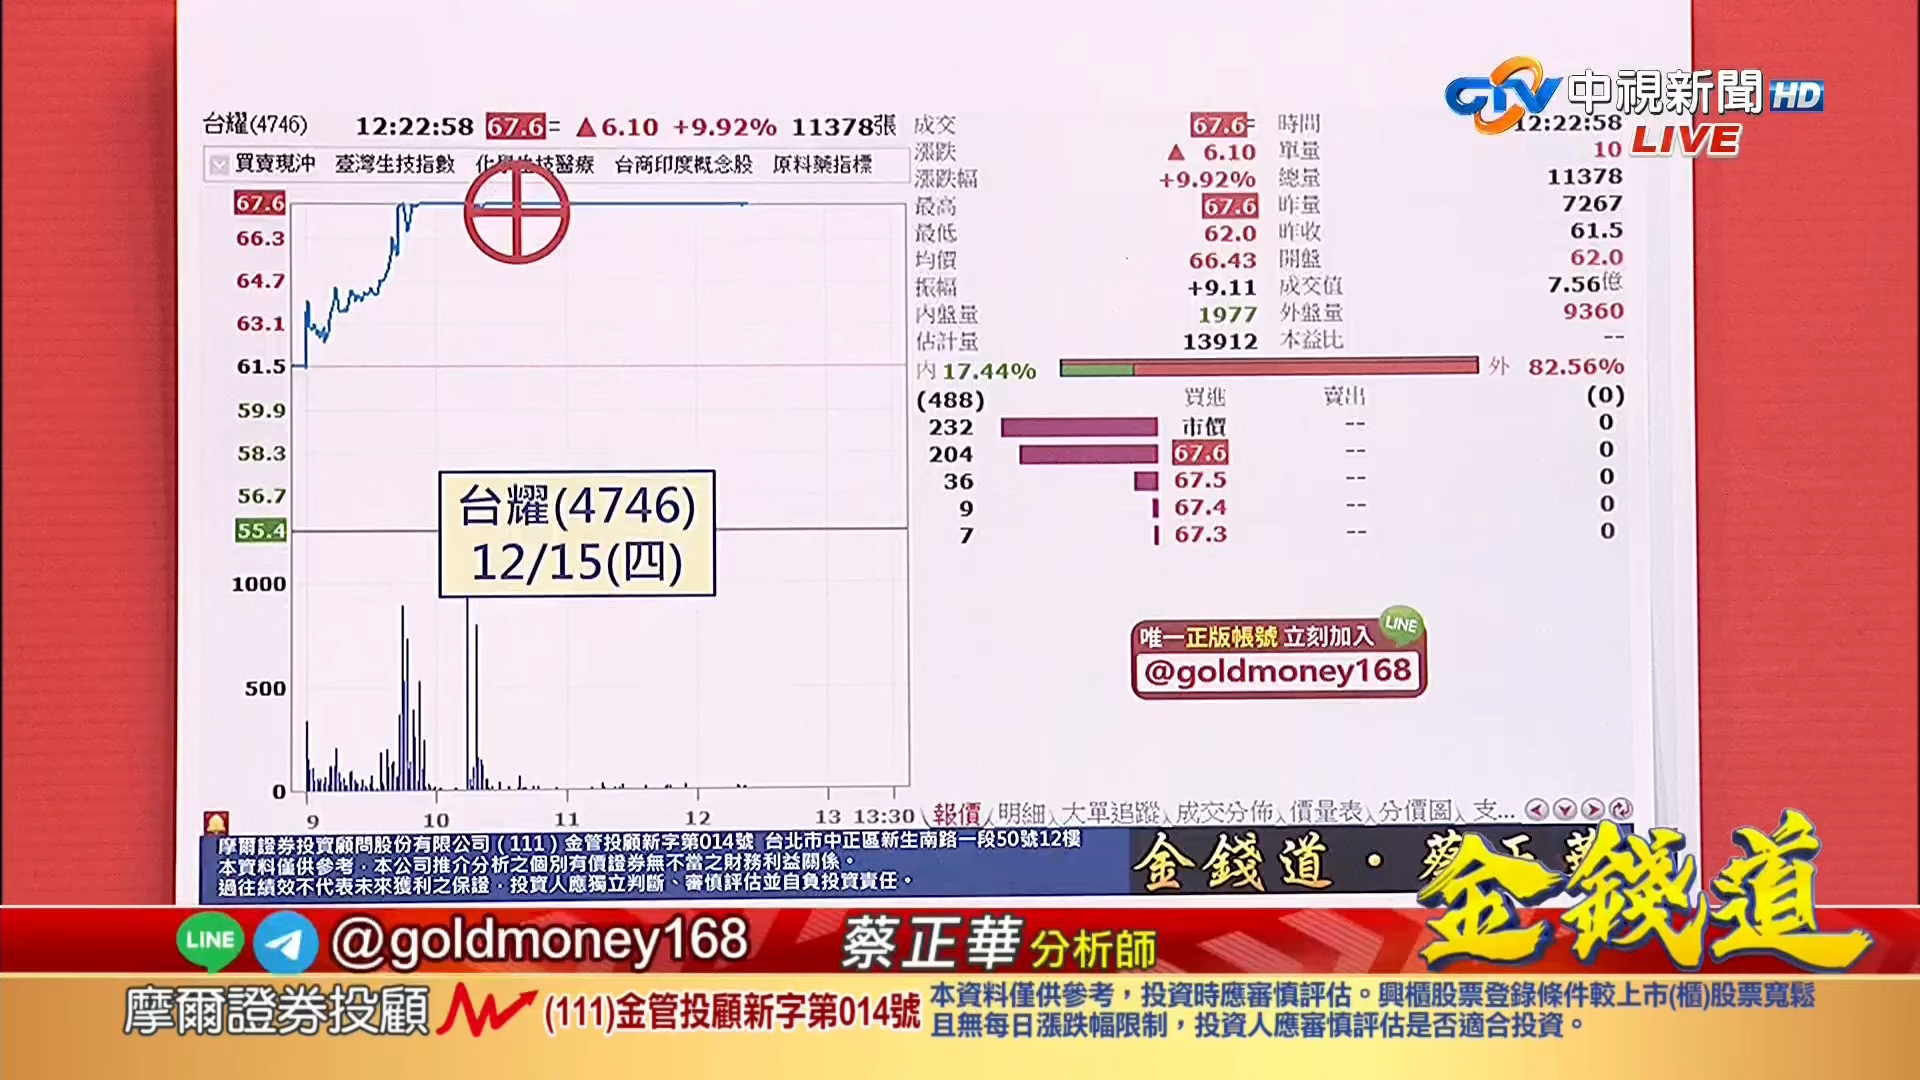 CTV 中視新聞 HD
LIVE
台耀(4746) 12:22:58 67.6= ▲6.10 +9.92% 11378張
買賣現沖 臺灣生技指數 化學生技醫療 台商印度概念股 原料藥指標
67.6
66.3
64.7
63.1
61.5
59.9
58.3
56.7
55.4
1000
500
0
9 10 11 12 13 13:30
台耀(4746)
12/15(四)
成交 67.6= 時間 12:22:58
漲跌 ▲ 6.10 單量 10
漲跌幅 +9.92% 總量 11378
最高 67.6 昨量 7267
最低 62.0 昨收 61.5
均價 66.43 開盤 62.0
振幅 +9.11 成交值 7.56億
內盤量 1977 外盤量 9360
估計量 13912 本益比 --
內 17.44% 外 82.56%
(488) 買進 賣出 (0)
232 市價 -- 0
204 67.6 -- 0
36 67.5 -- 0
9 67.4 -- 0
7 67.3 -- 0
唯一正版帳號 立刻加入 LINE
@goldmoney168
報價 明細 大單追蹤 成交分佈 價量表 分價圖 支...
摩爾證券投資顧問股份有限公司（111）金管投顧新字第014號 台北市中正區新生南路一段50號12樓
本資料僅供參考．本公司推介分析之個別有價證券無不當之財務利益關係。
過往績效不代表未來獲利之保證．投資人應獨立判斷、審慎評估並自負投資責任。
金錢道・蔡正華
金錢道
LINE @goldmoney168 蔡正華 分析師
摩爾證券投顧 (111)金管投顧新字第014號
本資料僅供參考，投資時應審慎評估。興櫃股票登錄條件較上市(櫃)股票寬鬆
且無每日漲跌幅限制，投資人應審慎評估是否適合投資。